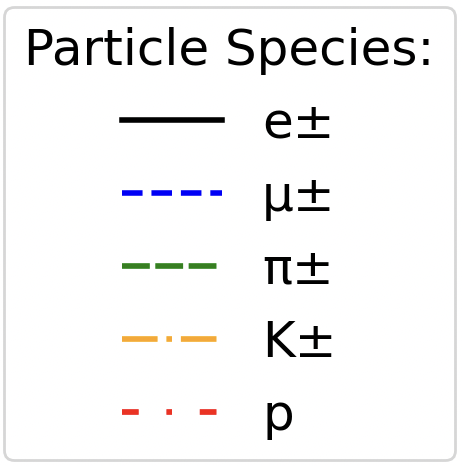 Particle Species:
e±
μ±
π±
K±
p